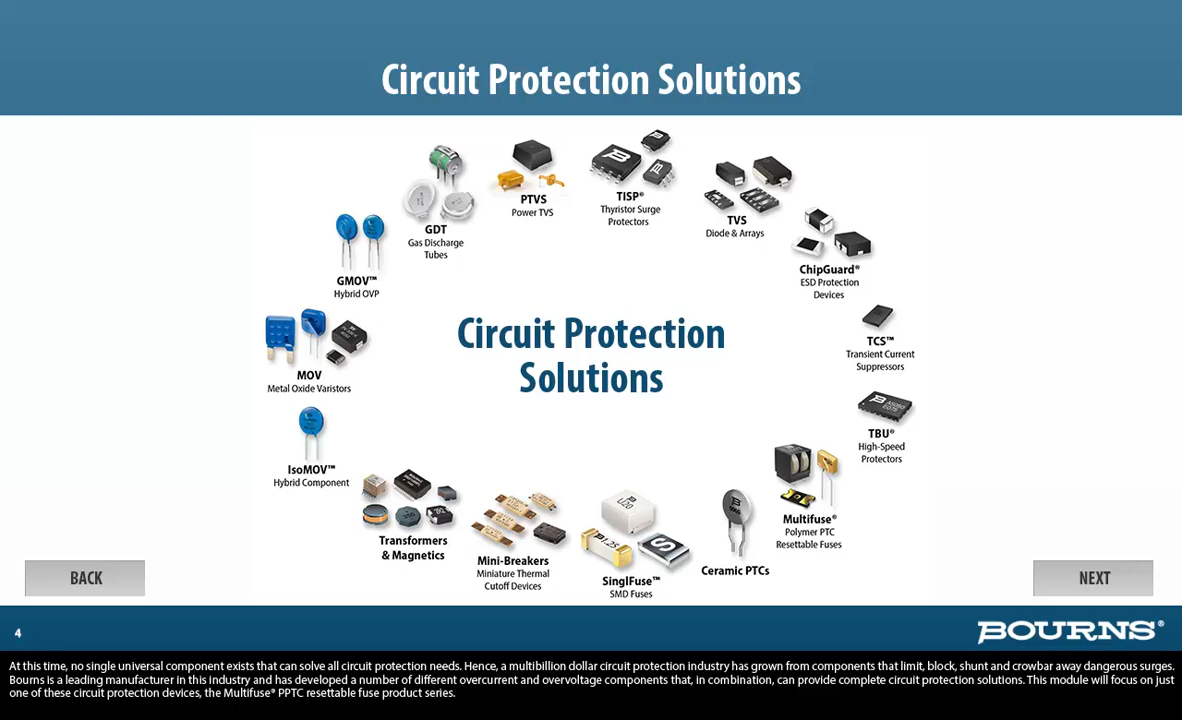 Circuit Protection Solutions
PTVS
Power TVS
TISP®
Thyristor Surge
Protectors
TVS
Diode & Arrays
GDT
Gas Discharge
Tubes
ChipGuard®
ESD Protection
Devices
GMOV™
Hybrid OVP
Circuit Protection
Solutions
TCS™
Transient Current
Suppressors
MOV
Metal Oxide Varistors
TBU®
High-Speed
Protectors
IsoMOV™
Hybrid Component
Multifuse®
Polymer PTC
Resettable Fuses
Transformers
& Magnetics
Mini-Breakers
Miniature Thermal
Cutoff Devices
SinglFuse™
SMD Fuses
Ceramic PTCs
BACK
NEXT
4
BOURNS®
At this time, no single universal component exists that can solve all circuit protection needs. Hence, a multibillion dollar circuit protection industry has grown from components that limit, block, shunt and crowbar away dangerous surges.
Bourns is a leading manufacturer in this industry and has developed a number of different overcurrent and overvoltage components that, in combination, can provide complete circuit protection solutions. This module will focus on just
one of these circuit protection devices, the Multifuse® PPTC resettable fuse product series.